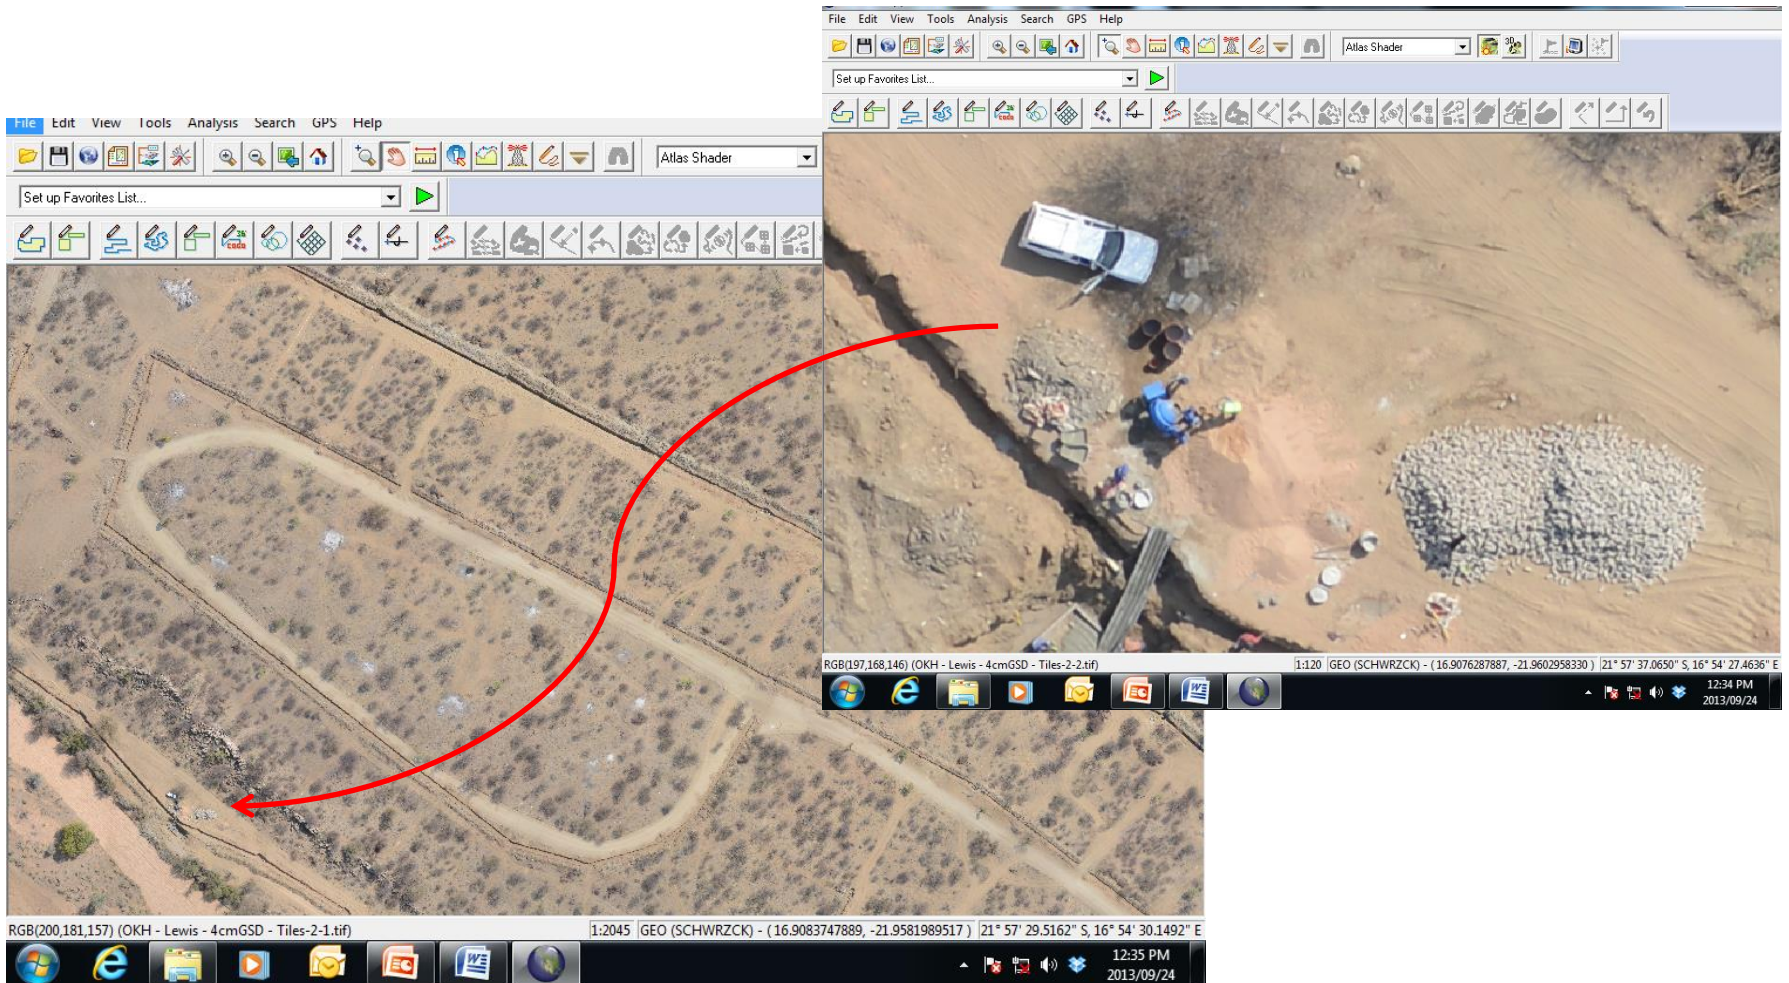 File Edit View Tools Analysis Search GPS Help
Atlas Shader
Set up Favorites List...
RGB(197,168,146) (OKH - Lewis - 4cmGSD - Tiles-2-2.tif) 1:120 GEO (SCHWRZCK) - ( 16.9076287887, -21.9602958330 ) 21° 57' 37.0650" S, 16° 54' 27.4636" E
12:34 PM
2013/09/24
File Edit View Tools Analysis Search GPS Help
Atlas Shader
Set up Favorites List...
RGB(200,181,157) (OKH - Lewis - 4cmGSD - Tiles-2-1.tif) 1:2045 GEO (SCHWRZCK) - ( 16.9083747889, -21.9581989517 ) 21° 57' 29.5162" S, 16° 54' 30.1492" E
12:35 PM
2013/09/24